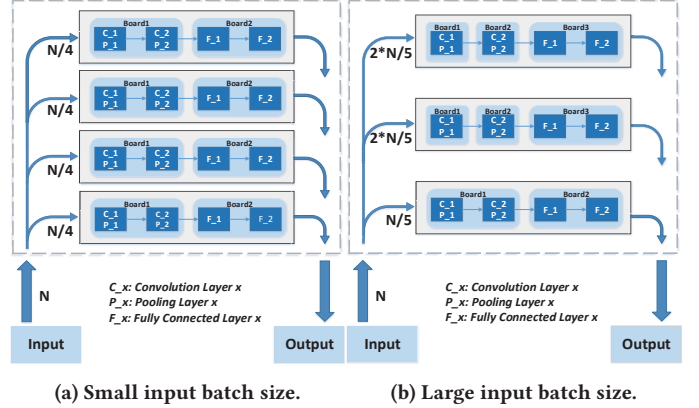 Board1 Board2
N/4 C_1 P_1 C_2 P_2 F_1 F_2
Board1 Board2
N/4 C_1 P_1 C_2 P_2 F_1 F_2
Board1 Board2
N/4 C_1 P_1 C_2 P_2 F_1 F_2
Board1 Board2
N/4 C_1 P_1 C_2 P_2 F_1 F_2
N
C_x: Convolution Layer x
P_x: Pooling Layer x
F_x: Fully Connected Layer x
Input Output
(a) Small input batch size.
Board1 Board2 Board3
2*N/5 C_1 P_1 C_2 P_2 F_1 F_2
Board1 Board2 Board3
2*N/5 C_1 P_1 C_2 P_2 F_1 F_2
Board1 Board2
N/5 C_1 P_1 C_2 P_2 F_1 F_2
N
C_x: Convolution Layer x
P_x: Pooling Layer x
F_x: Fully Connected Layer x
Input Output
(b) Large input batch size.